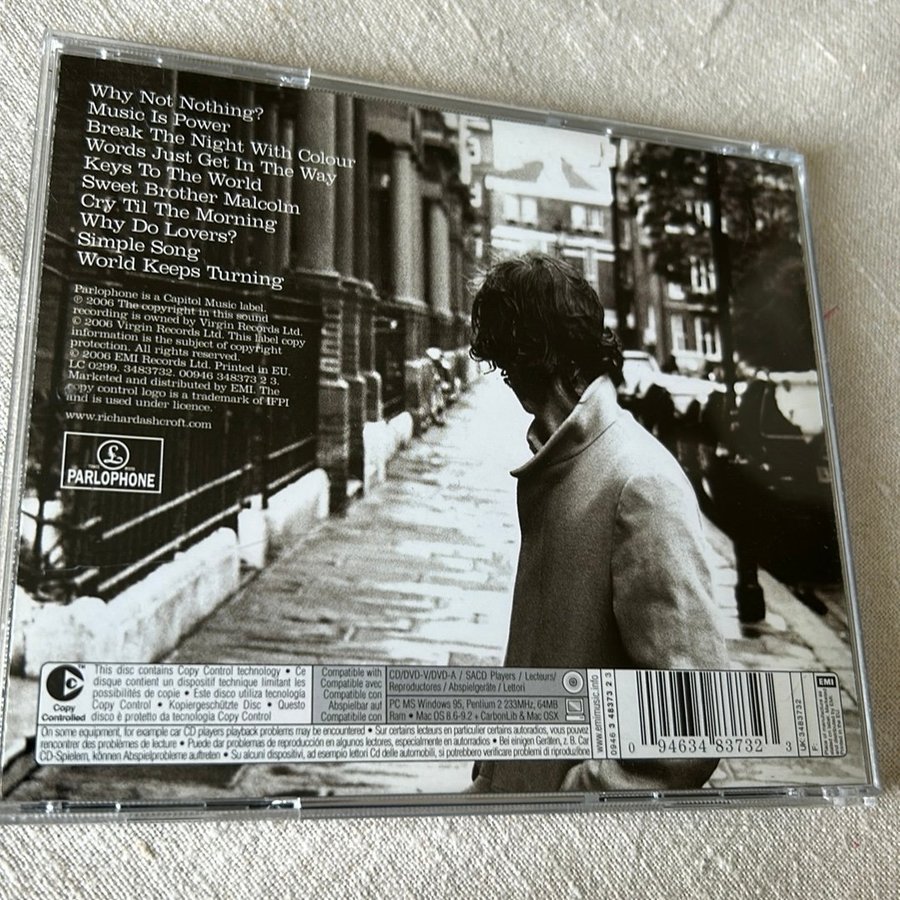 Why Not Nothing?
Music Is Power
Break The Night With Colour
Words Just Get In The Way
Keys To The World
Sweet Brother Malcolm
Cry Til The Morning
Why Do Lovers?
Simple Song
World Keeps Turning
Parlophone is a Capitol Music label.
℗ 2006 The copyright in this sound
recording is owned by Virgin Records Ltd.
© 2006 Virgin Records Ltd. This label copy
information is the subject of copyright
protection. All rights reserved.
© 2006 EMI Records Ltd. Printed in EU.
LC 0299. 3483732. 00946 348373 2 3.
Marketed and distributed by EMI. The
copy control logo is a trademark of IFPI
and is used under licence.
www.richardashcroft.com
PARLOPHONE
Copy
Controlled
TM
This disc contains Copy Control technology • Ce
disque contient un dispositif technique limitant les
possibilités de copie • Este disco utiliza tecnología
Copy Control • Kopiergeschützte Disc • Questo
disco è protetto da tecnologia Copy Control
Compatible with
Compatible avec
Compatible con
Abspielbar auf
Compatibile con
CD/DVD-V/DVD-A / SACD Players / Lecteurs/
Reproductores / Abspielgeräte / Lettori
PC MS Windows 95, Pentium 2 233MHz, 64MB
Ram • Mac OS 8.6-9.2 + CarbonLib & Mac OSX
On some equipment, for example car CD players playback problems may be encountered • Sur certains lecteurs en particulier certains autoradios, vous
rencontrer des problèmes de lecture • Puede dar problemas de reproducción en algunos lectores, especialmente en autorradios • Bei einigen Geräten, z. B. Car
CD-Spielern, können Abspielprobleme auftreten • Su alcuni dispositivi, ad esempio lettori Cd delle automobili, si potrebbero verificare problemi di riproduzione
www.emimusic.info
0946 3 48373 2 3
0 94634 83732 3
UK:3483732
F:
EMI